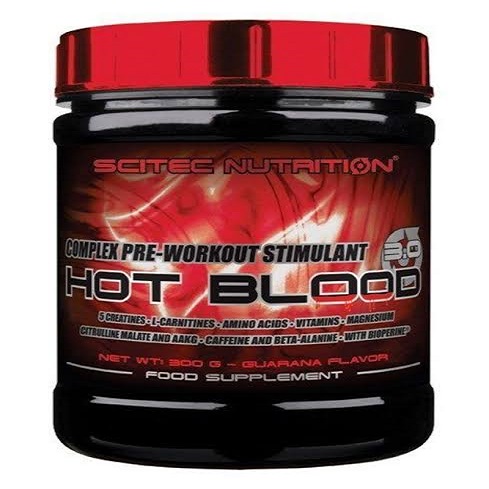 SCITEC NUTRITION®
COMPLEX PRE-WORKOUT STIMULANT
HOT BLOOD 3.0
5 CREATINES - L-CARNITINES - AMINO ACIDS - VITAMINS - MAGNESIUM
CITRULLINE MALATE AND AAKG - CAFFEINE AND BETA-ALANINE - WITH BIOPERINE®
NET WT: 300 G - GUARANA FLAVOR
FOOD SUPPLEMENT